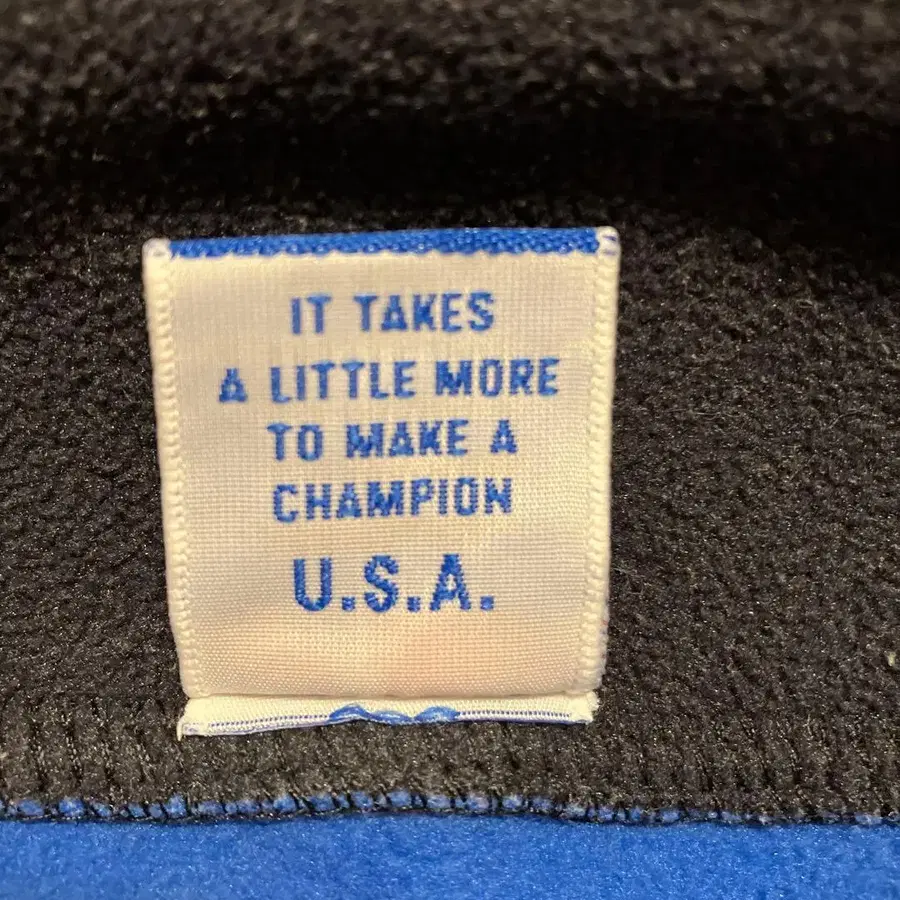 IT TAKES
A LITTLE MORE
TO MAKE A
CHAMPION
U.S.A.